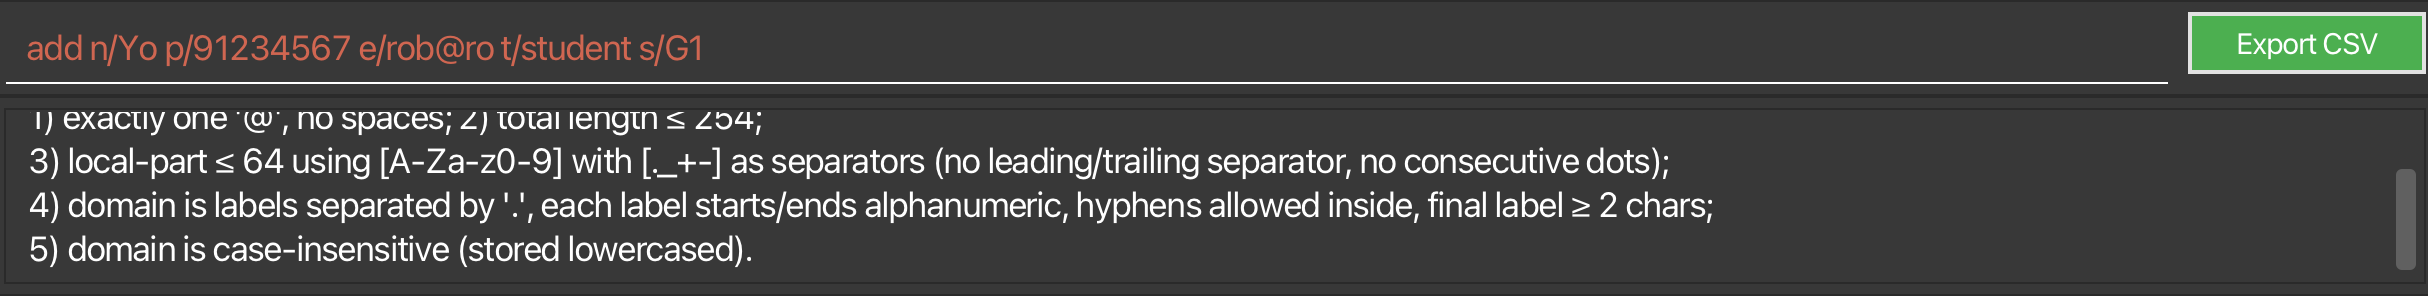 add n/Yo p/91234567 e/rob@ro t/student s/G1
Export CSV
1) exactly one '@', no spaces; 2) total length ≤ 254;
3) local-part ≤ 64 using [A-Za-z0-9] with [._+-] as separators (no leading/trailing separator, no consecutive dots);
4) domain is labels separated by '.', each label starts/ends alphanumeric, hyphens allowed inside, final label ≥ 2 chars;
5) domain is case-insensitive (stored lowercased).